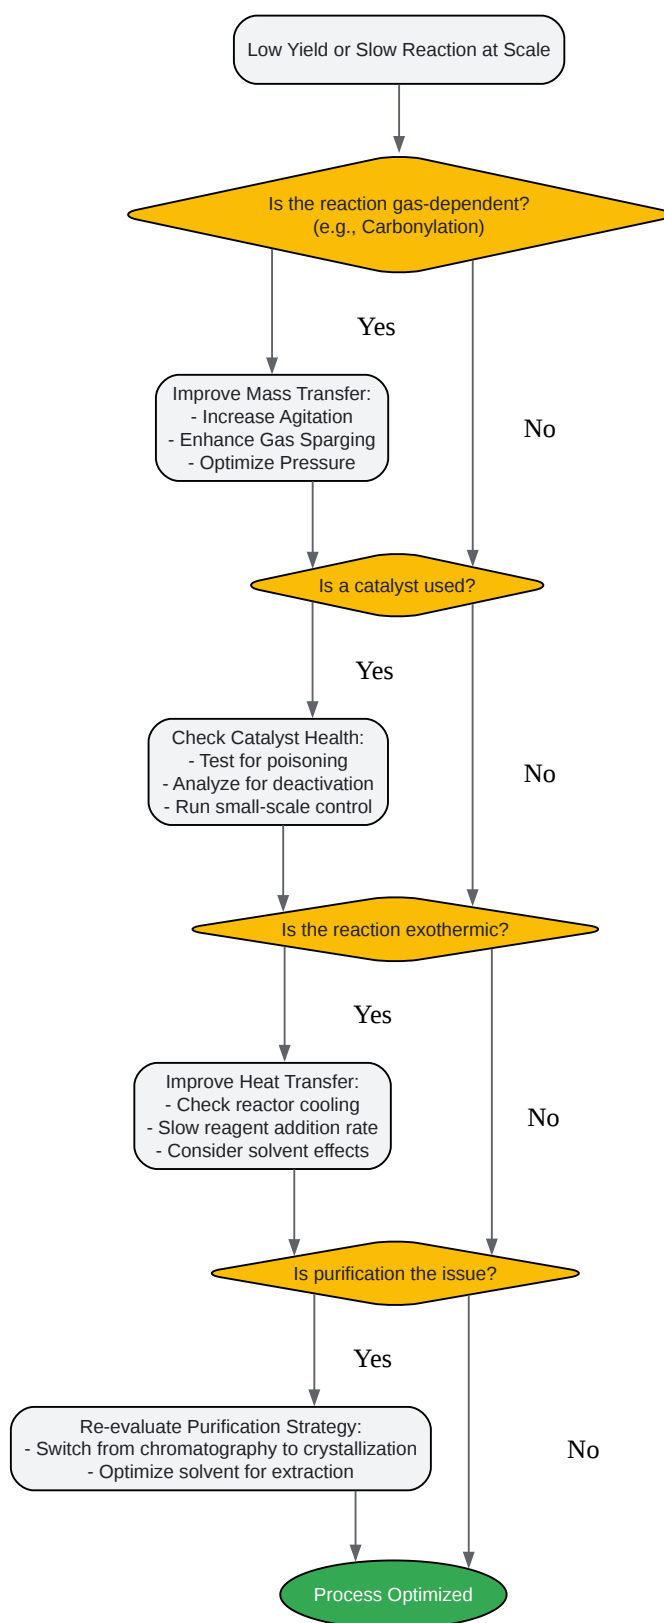 Low Yield or Slow Reaction at Scale
Is the reaction gas-dependent?
(e.g., Carbonylation)
Yes
Improve Mass Transfer:
- Increase Agitation
- Enhance Gas Sparging
- Optimize Pressure
No
Is a catalyst used?
Yes
Check Catalyst Health:
- Test for poisoning
- Analyze for deactivation
- Run small-scale control
No
Is the reaction exothermic?
Yes
Improve Heat Transfer:
- Check reactor cooling
- Slow reagent addition rate
- Consider solvent effects
No
Is purification the issue?
Yes
Re-evaluate Purification Strategy:
- Switch from chromatography to crystallization
- Optimize solvent for extraction
No
Process Optimized